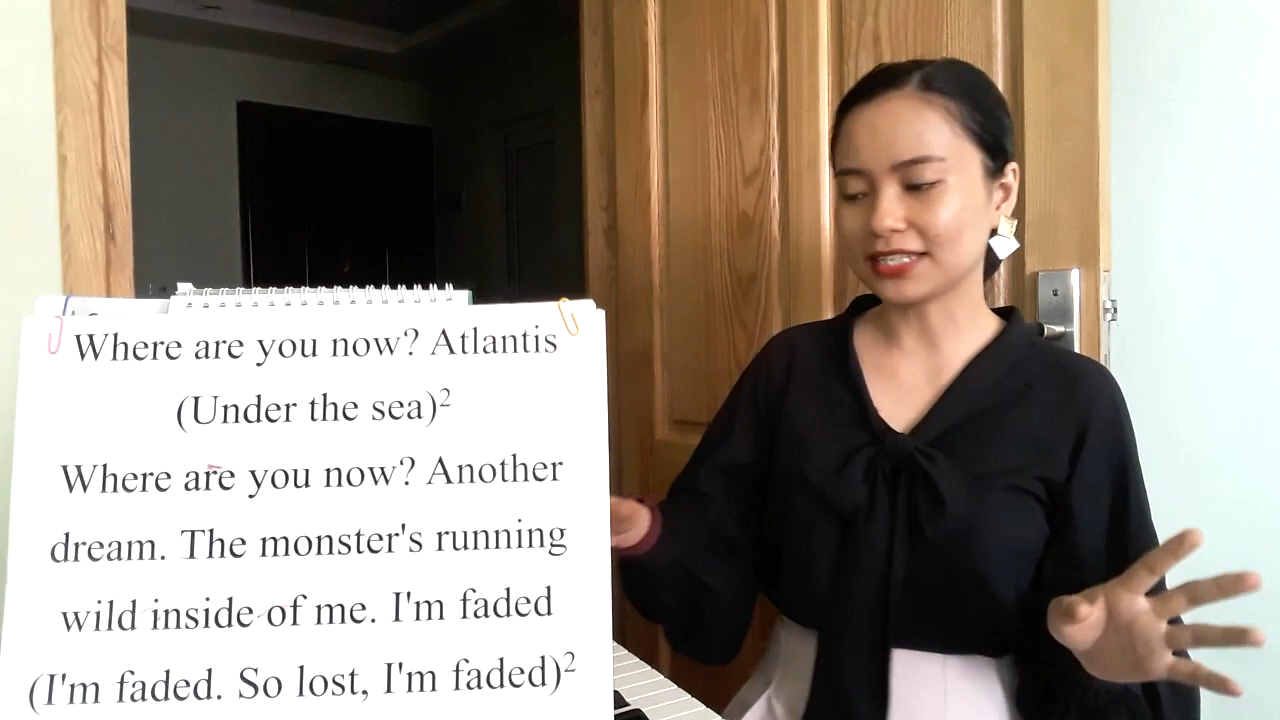 Where are you now? Atlantis
(Under the sea)²
Where are you now? Another
dream. The monster's running
wild inside of me. I'm faded
(I'm faded. So lost, I'm faded)²